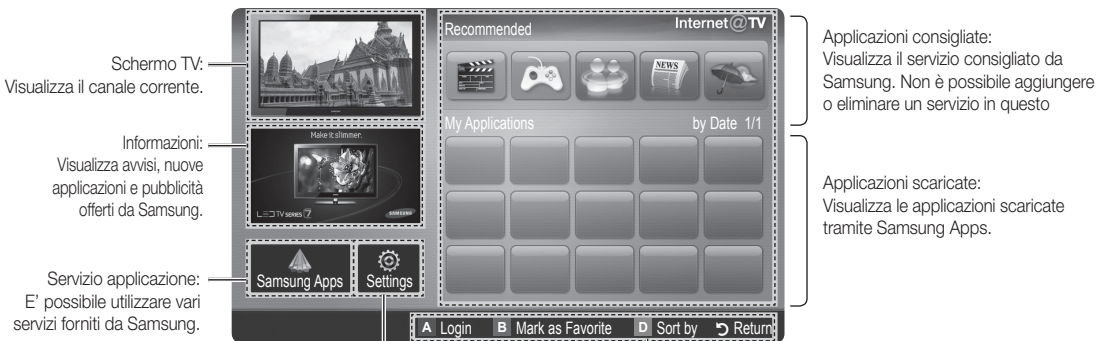 Schermo TV:
Visualizza il canale corrente.
Informazioni:
Visualizza avvisi, nuove
applicazioni e pubblicità
offerti da Samsung.
Servizio applicazione:
E' possibile utilizzare vari
servizi forniti da Samsung.
Make it slimmer.
LED TV SERIES 7
SAMSUNG
Samsung Apps
Settings
Recommended
Internet@TV
NEWS
My Applications
by Date 1/1
A Login B Mark as Favorite D Sort by Return
Applicazioni consigliate:
Visualizza il servizio consigliato da
Samsung. Non è possibile aggiungere
o eliminare un servizio in questo
Applicazioni scaricate:
Visualizza le applicazioni scaricate
tramite Samsung Apps.